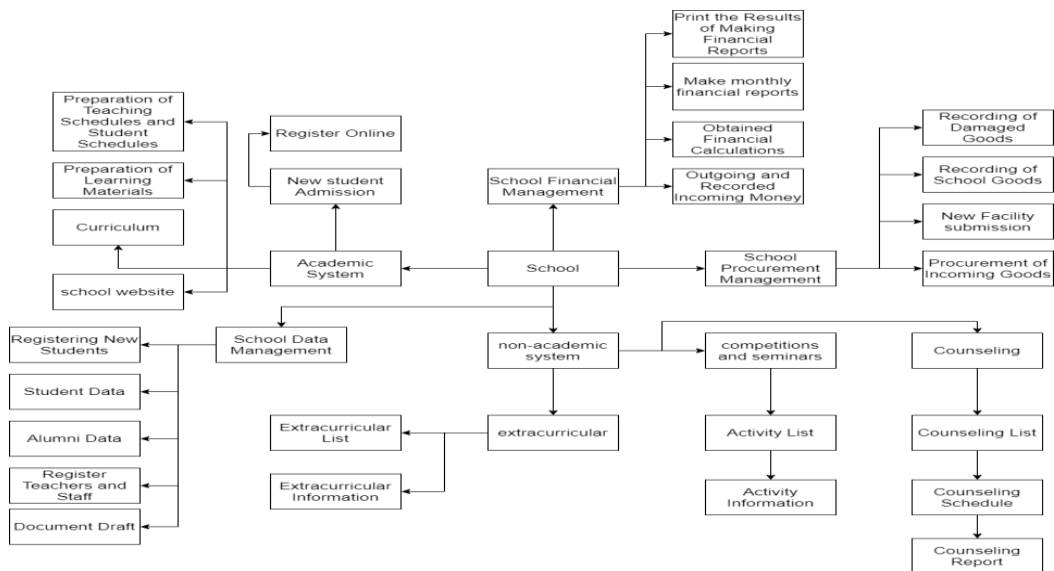 Print the Results
of Making
Financial
Reports
Make monthly
financial reports
Obtained
Financial
Calculations
Outgoing and
Recorded
Incoming Money
School Financial
Management
Preparation of
Teaching
Schedules and
Student
Schedules
Preparation of
Learning
Materials
Curriculum
school website
Register Online
New student
Admission
Academic
System
School
School
Procurement
Management
Recording of
Damaged
Goods
Recording of
School Goods
New Facility
submission
Procurement of
Incoming Goods
School Data
Management
Registering New
Students
Student Data
Alumni Data
Register
Teachers and
Staff
Document Draft
non-academic
system
competitions
and seminars
Counseling
Extracurricular
List
extracurricular
Extracurricular
Information
Activity List
Activity
Information
Counseling List
Counseling
Schedule
Counseling
Report